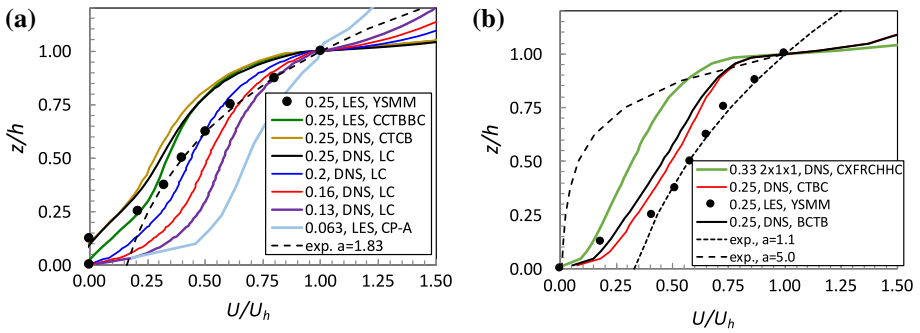 (a)
z/h
1.00
0.75
0.50
0.25
0.00
0.00 0.25 0.50 0.75 1.00 1.25 1.50
U/Uh
0.25, LES, YSMM
0.25, LES, CCTBBC
0.25, DNS, CTCB
0.25, DNS, LC
0.2, DNS, LC
0.16, DNS, LC
0.13, DNS, LC
0.063, LES, CP-A
exp. a=1.83
(b)
z/h
1.00
0.75
0.50
0.25
0.00
0.00 0.25 0.50 0.75 1.00 1.25 1.50
U/Uh
0.33 2x1x1, DNS, CXFRCHHC
0.25, DNS, CTBC
0.25, LES, YSMM
0.25, DNS, BCTB
exp., a=1.1
exp., a=5.0